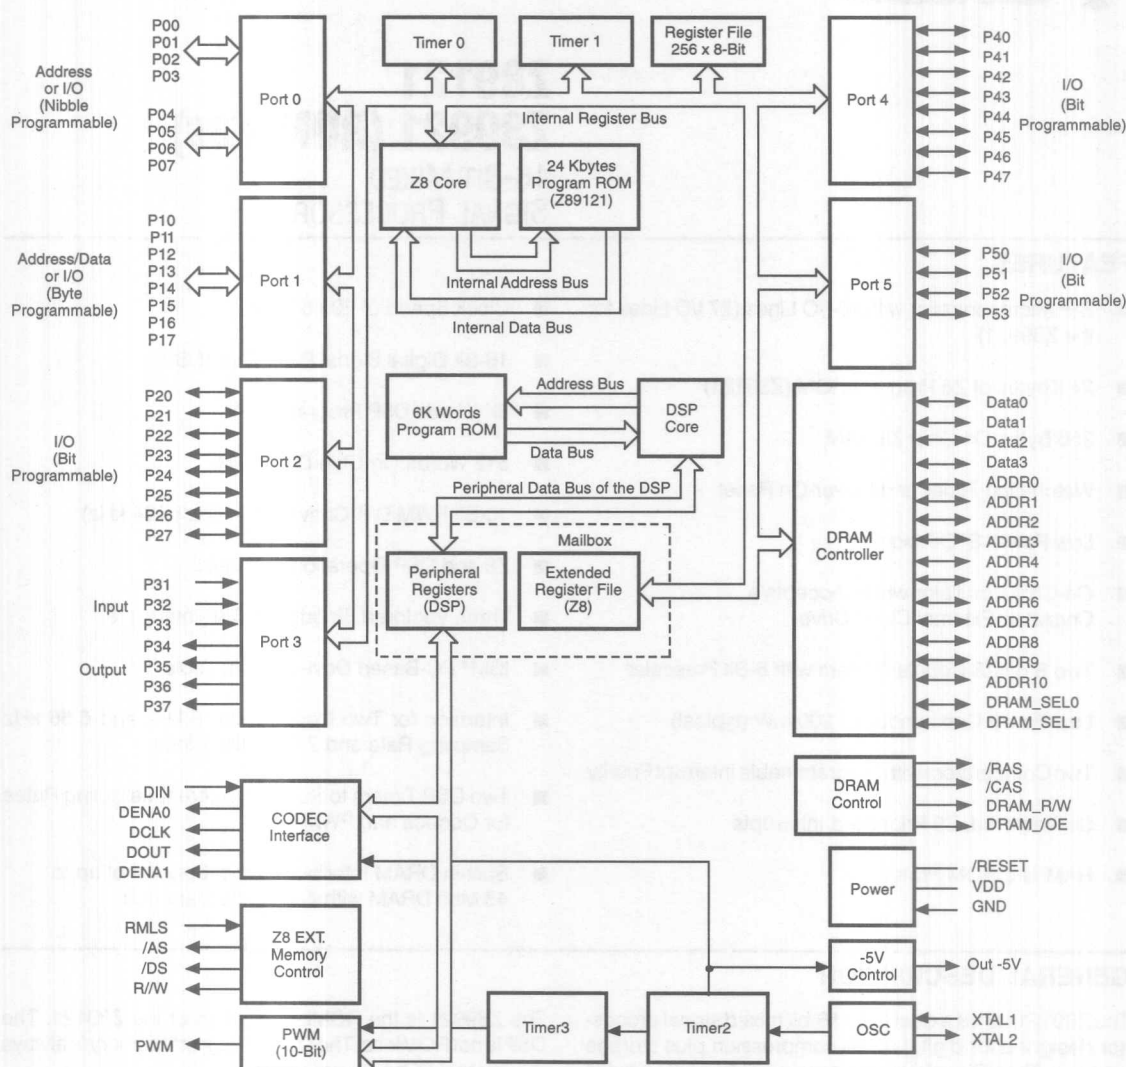 P00
P01
P02
P03
Address
or I/O
(Nibble
Programmable)
P04
P05
P06
P07
Port 0
Timer 0
Timer 1
Register File
256 x 8-Bit
Internal Register Bus
Port 4
P40
P41
P42
P43
P44
P45
P46
P47
I/O
(Bit
Programmable)
Z8 Core
24 Kbytes
Program ROM
(Z89121)
P10
P11
P12
P13
P14
P15
P16
P17
Address/Data
or I/O
(Byte
Programmable)
Port 1
Internal Address Bus
Internal Data Bus
Port 5
P50
P51
P52
P53
I/O
(Bit
Programmable)
P20
P21
P22
P23
P24
P25
P26
P27
I/O
(Bit
Programmable)
Port 2
6K Words
Program ROM
Address Bus
Data Bus
DSP
Core
Peripheral Data Bus of the DSP
Mailbox
Peripheral
Registers
(DSP)
Extended
Register File
(Z8)
DRAM
Controller
Data0
Data1
Data2
Data3
ADDR0
ADDR1
ADDR2
ADDR3
ADDR4
ADDR5
ADDR6
ADDR7
ADDR8
ADDR9
ADDR10
DRAM_SEL0
DRAM_SEL1
Input
P31
P32
P33
Output
P34
P35
P36
P37
Port 3
DIN
DENA0
DCLK
DOUT
DENA1
CODEC
Interface
DRAM
Control
/RAS
/CAS
DRAM_R/W
DRAM_/OE
Power
/RESET
VDD
GND
RMLS
/AS
/DS
R//W
Z8 EXT.
Memory
Control
-5V
Control
Out -5V
PWM
PWM
(10-Bit)
Timer3
Timer2
OSC
XTAL1
XTAL2